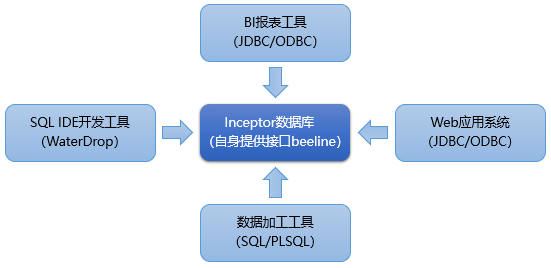 BI报表工具
（JDBC/ODBC）
SQL IDE开发工具
（WaterDrop）
Inceptor数据库
（自身提供接口beeline）
Web应用系统
（JDBC/ODBC）
数据加工工具
（SQL/PLSQL）